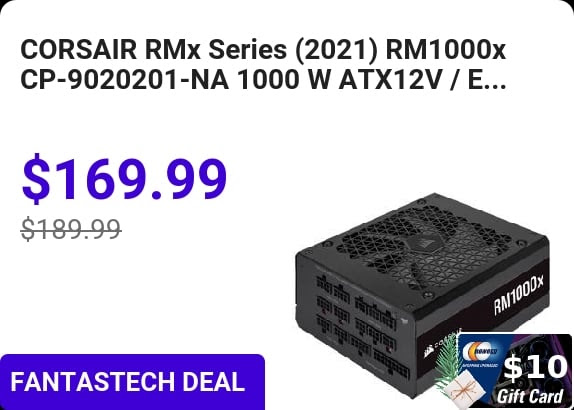 CORSAIR RMx Series (2021) RM1000x
CP-9020201-NA 1000 W ATX12V / E...
$169.99
$189.99
RM1000x
CORSAIR
FANTASTECH DEAL
$10
Gift Card